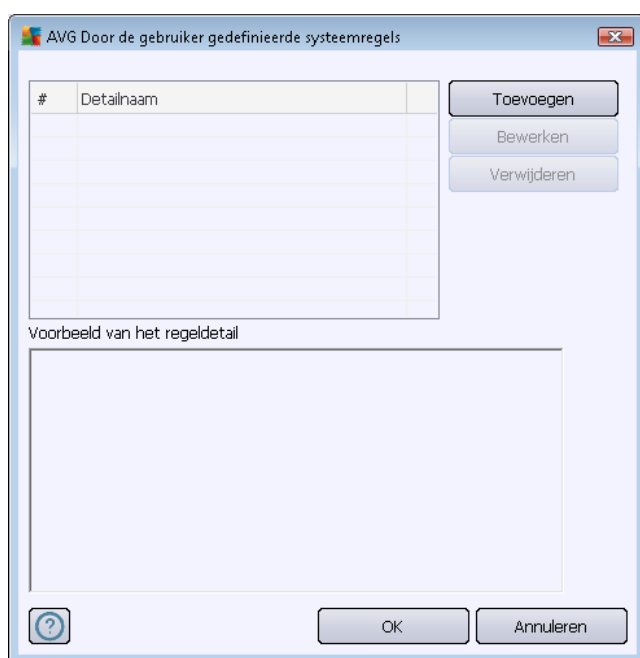 AVG Door de gebruiker gedefinieerde systeemregels
# Detailnaam
Toevoegen
Bewerken
Verwijderen
Voorbeeld van het regeldetail
?
OK
Annuleren